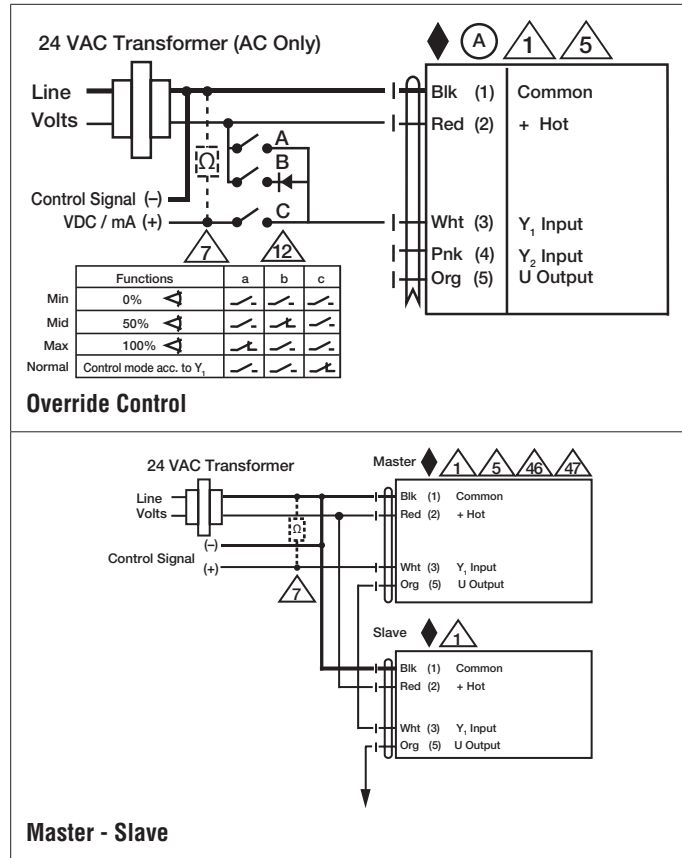 24 VAC Transformer (AC Only)
A 1 5
Line
Volts
Blk (1) Common
Red (2) + Hot
A
B
Ω
C
Control Signal (–)
VDC / mA (+)
Wht (3) Y₁ Input
Pnk (4) Y₂ Input
Org (5) U Output
7 12
Functions a b c
Min 0%
Mid 50%
Max 100%
Normal Control mode acc. to Y₁
Override Control
24 VAC Transformer
Master 1 5 46 47
Line
Volts
Blk (1) Common
Red (2) + Hot
Ω
(–)
Control Signal
(+)
Wht (3) Y₁ Input
Org (5) U Output
7
Slave 1
Blk (1) Common
Red (2) + Hot
Wht (3) Y₁ Input
Org (5) U Output
Master - Slave